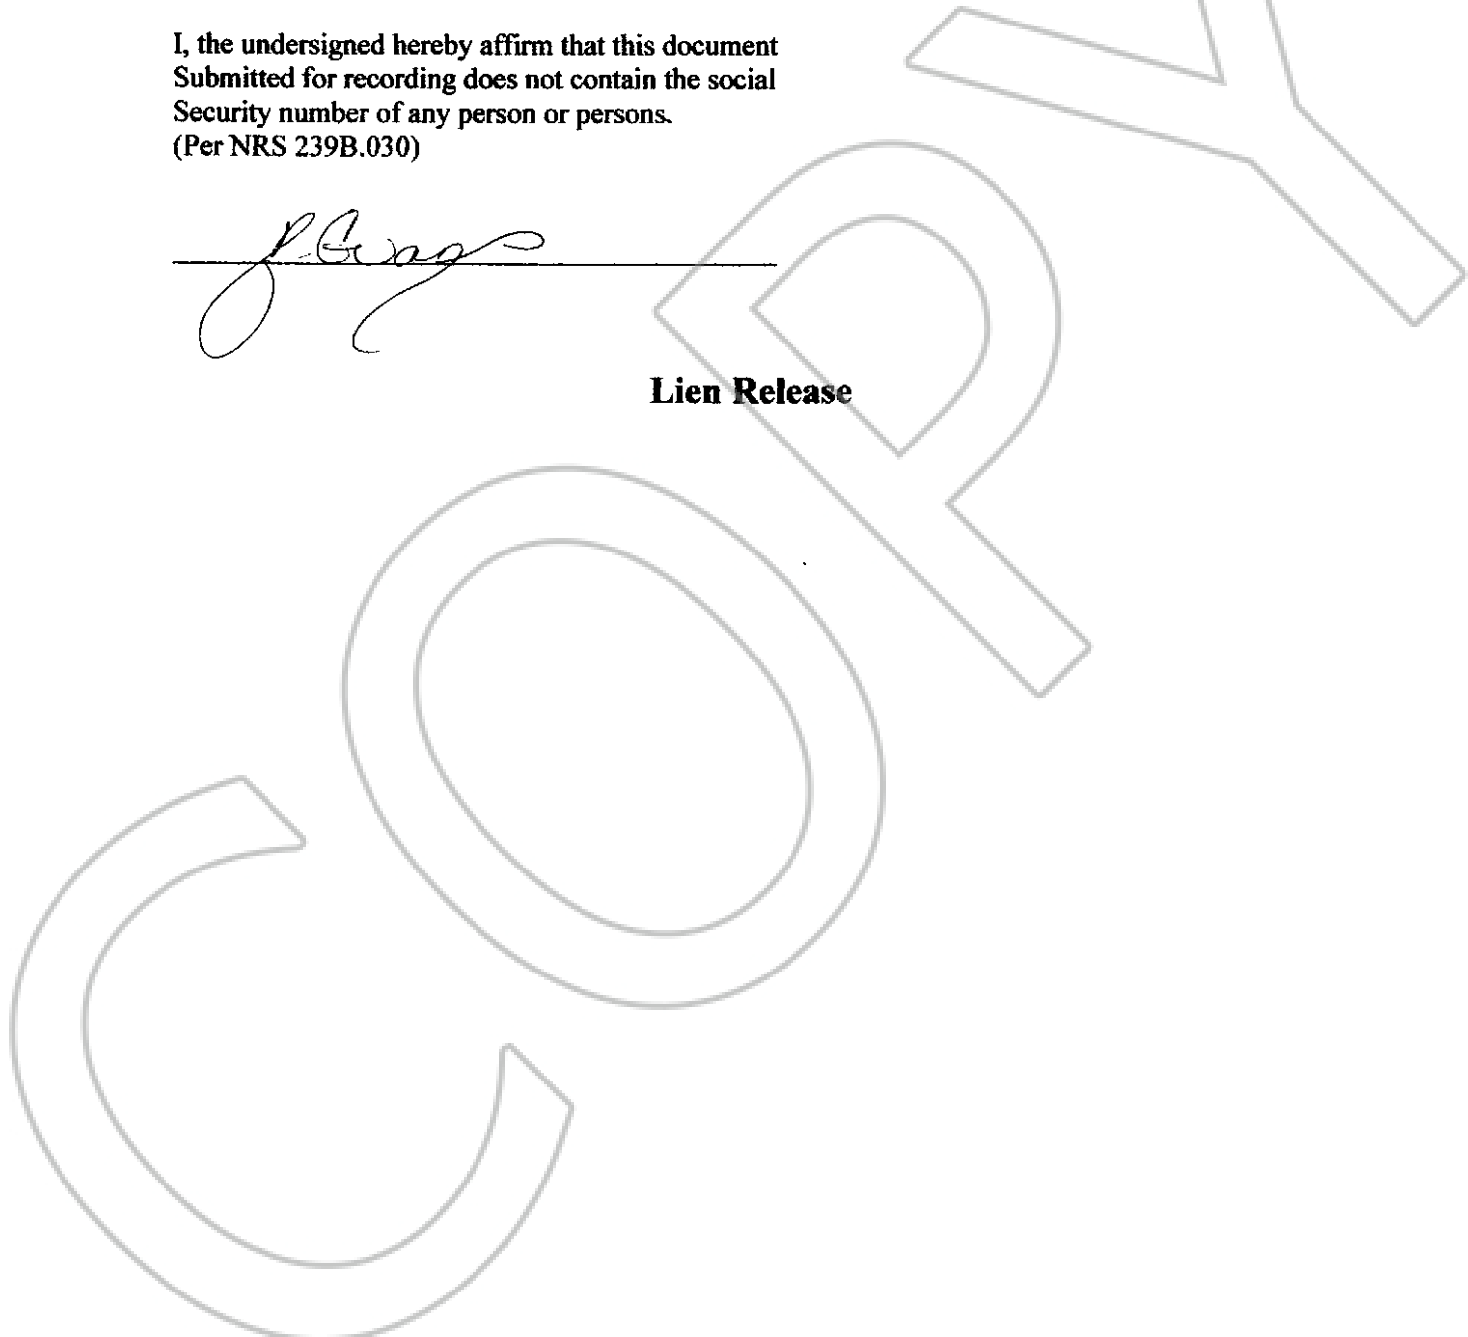 I, the undersigned hereby affirm that this document
Submitted for recording does not contain the social
Security number of any person or persons.
(Per NRS 239B.030)
Lien Release
COPY